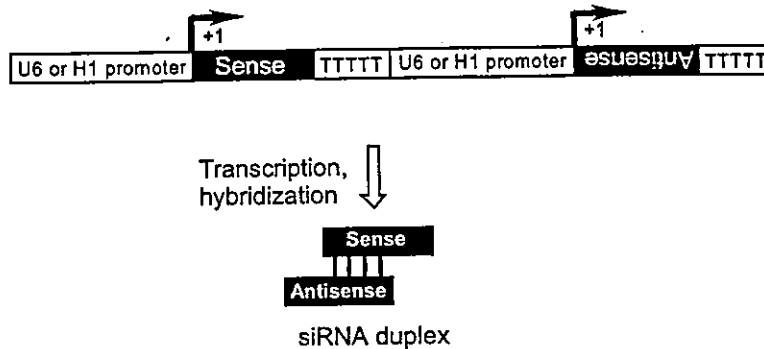 +1 +1
U6 or H1 promoter Sense TTTTT U6 or H1 promoter Antisense TTTTT
Transcription,
hybridization
Sense
Antisense
siRNA duplex